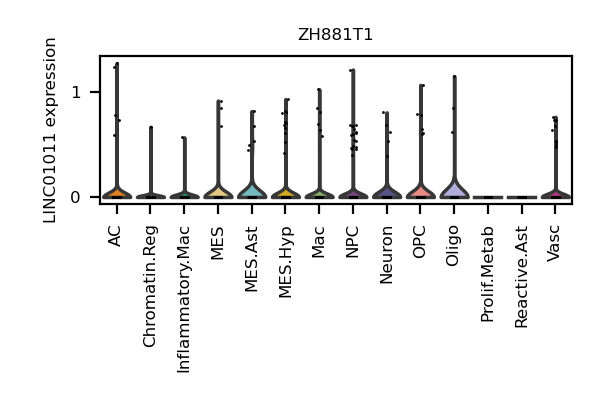 ZH881T1
LINC01011 expression
1
0
AC
Chromatin.Reg
Inflammatory.Mac
MES
MES.Ast
MES.Hyp
Mac
NPC
Neuron
OPC
Oligo
Prolif.Metab
Reactive.Ast
Vasc